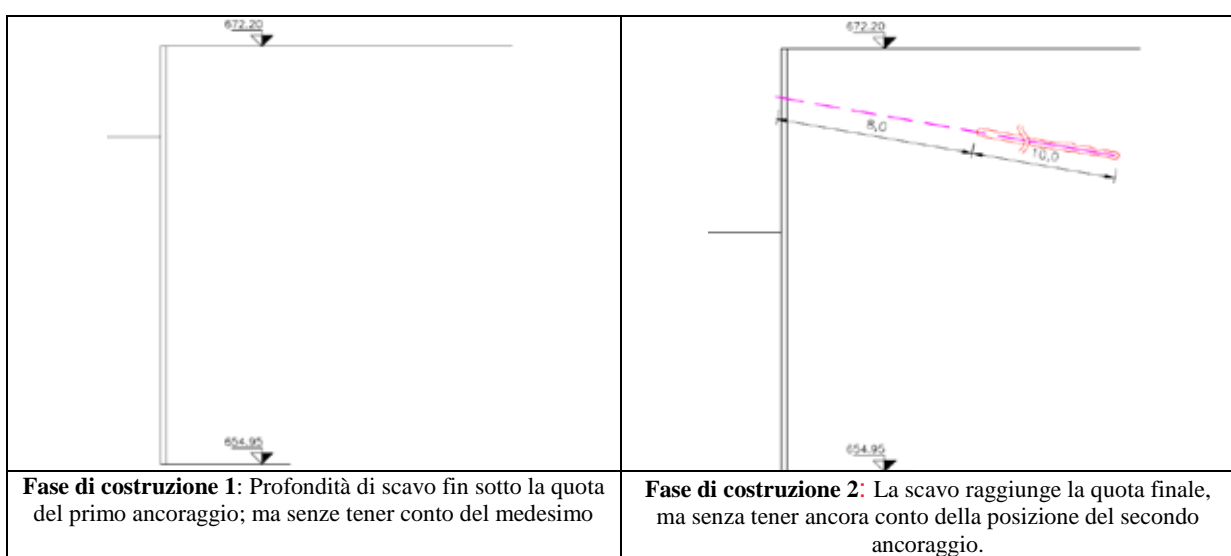 672.20
654.95
Fase di costruzione 1: Profondità di scavo fin sotto la quota
del primo ancoraggio; ma senze tener conto del medesimo
672.20
8,0
10,0
654.95
Fase di costruzione 2: La scavo raggiunge la quota finale,
ma senza tener ancora conto della posizione del secondo
ancoraggio.